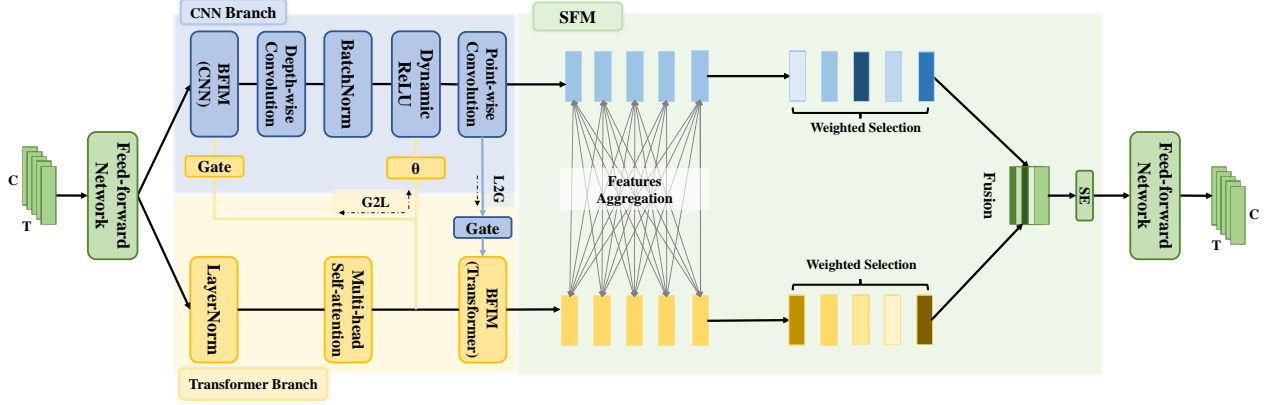 CNN Branch
SFM
BFIM
(CNN)
Depth-wise
Convolution
BatchNorm
Dynamic
ReLU
Point-wise
Convolution
Weighted Selection
Gate
θ
C
T
Feed-forward
Network
G2L
L2G
Gate
Features
Aggregation
Fusion
SE
Feed-forward
Network
C
T
LayerNorm
Multi-head
Self-attention
BFIM
(Transformer)
Weighted Selection
Transformer Branch